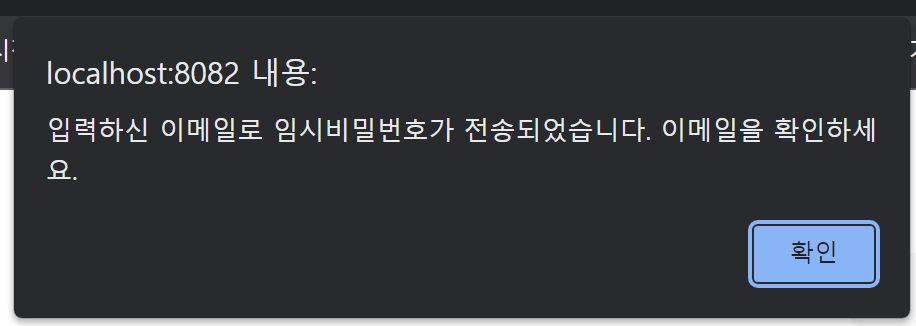 localhost:8082 내용:
입력하신 이메일로 임시비밀번호가 전송되었습니다. 이메일을 확인하세
요.
확인